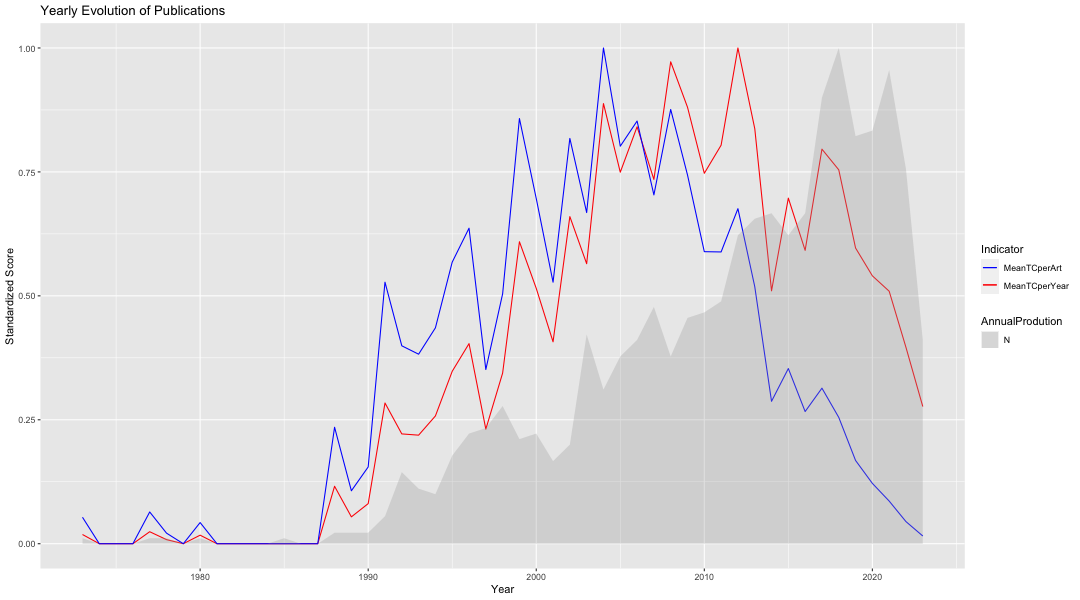 Yearly Evolution of Publications
1.00
0.75
0.50
0.25
0.00
Standardized Score
1980 1990 2000 2010 2020
Year
Indicator
MeanTCperArt
MeanTCperYear
AnnualProdution
N